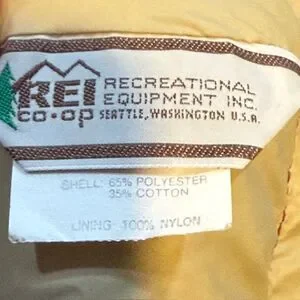 REI
co-op
RECREATIONAL
EQUIPMENT INC.
SEATTLE, WASHINGTON U.S.A.
SHELL: 65% POLYESTER
35% COTTON
LINING: 100% NYLON